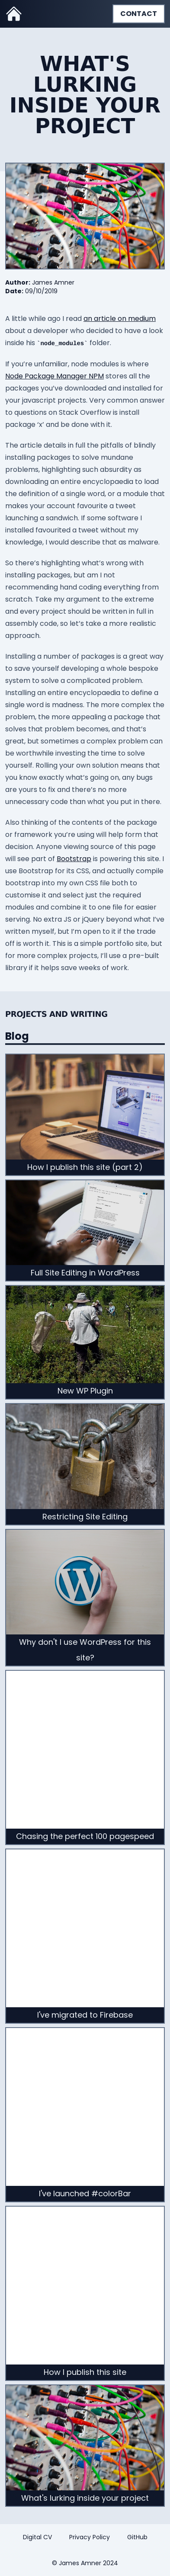 CONTACT
WHAT'S
LURKING
INSIDE YOUR
PROJECT
Author: James Amner
Date: 09/10/2019
A little while ago I read an article on medium
about a developer who decided to have a look
inside his `node_modules` folder.
If you're unfamiliar, node modules is where
Node Package Manager NPM stores all the
packages you've downloaded and installed for
your javascript projects. Very common answer
to questions on Stack Overflow is install
package 'x' and be done with it.
The article details in full the pitfalls of blindly
installing packages to solve mundane
problems, highlighting such absurdity as
downloading an entire encyclopaedia to load
the definition of a single word, or a module that
makes your account favourite a tweet
launching a sandwich. If some software I
installed favourited a tweet without my
knowledge, I would describe that as malware.
So there's highlighting what's wrong with
installing packages, but am I not
recommending hand coding everything from
scratch. Take my argument to the extreme
and every project should be written in full in
assembly code, so let's take a more realistic
approach.
Installing a number of packages is a great way
to save yourself developing a whole bespoke
system to solve a complicated problem.
Installing an entire encyclopaedia to define a
single word is madness. The more complex the
problem, the more appealing a package that
solves that problem becomes, and that's
great, but sometimes a complex problem can
be worthwhile investing the time to solve
yourself. Rolling your own solution means that
you know exactly what's going on, any bugs
are yours to fix and there's no more
unnecessary code than what you put in there.
Also thinking of the contents of the package
or framework you're using will help form that
decision. Anyone viewing source of this page
will see part of Bootstrap is powering this site. I
use Bootstrap for its CSS, and actually compile
bootstrap into my own CSS file both to
customise it and select just the required
modules and combine it to one file for easier
serving. No extra JS or jQuery beyond what I've
written myself, but I'm open to it if the trade
off is worth it. This is a simple portfolio site, but
for more complex projects, I'll use a pre-built
library if it helps save weeks of work.
PROJECTS AND WRITING
Blog
How I publish this site (part 2)
Full Site Editing in WordPress
New WP Plugin
Restricting Site Editing
Why don't I use WordPress for this
site?
Chasing the perfect 100 pagespeed
I've migrated to Firebase
I've launched #colorBar
How I publish this site
What's lurking inside your project
Digital CV
Privacy Policy
GitHub
© James Amner 2024